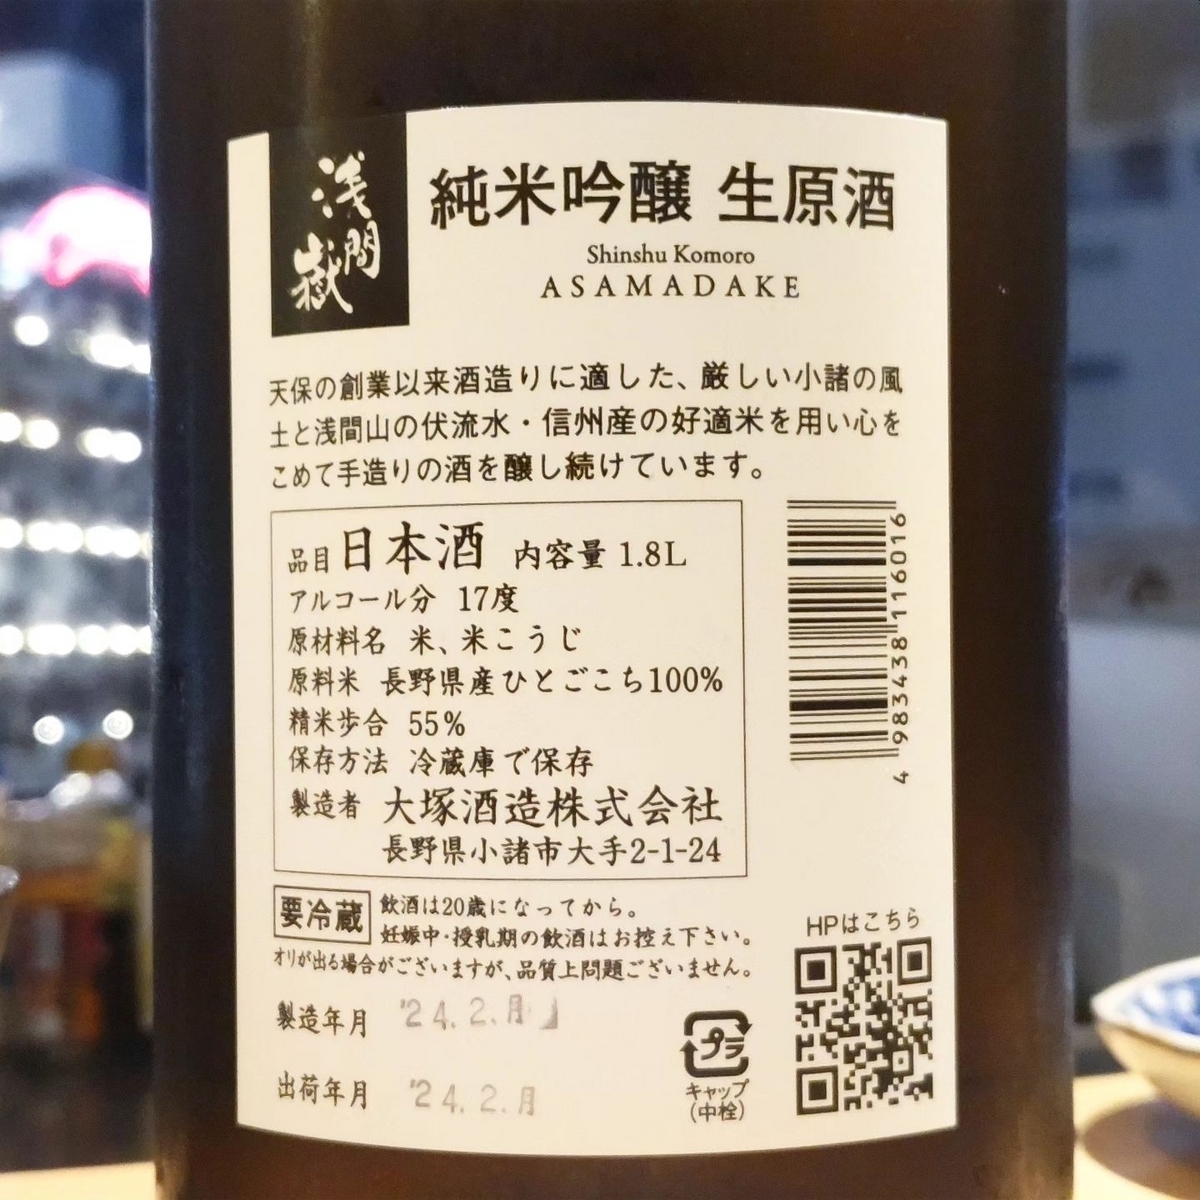 浅間嶽
純米吟醸 生原酒
Shinshu Komoro
ASAMADAKE
天保の創業以来酒造りに適した、厳しい小諸の風
土と浅間山の伏流水・信州産の好適米を用い心を
こめて手造りの酒を醸し続けています。
品目 日本酒 内容量 1.8L
アルコール分 17度
原材料名 米、米こうじ
原料米 長野県産ひとごこち100%
精米歩合 55%
保存方法 冷蔵庫で保存
製造者 大塚酒造株式会社
長野県小諸市大手2-1-24
4 983438 116016
要冷蔵
飲酒は20歳になってから。
妊娠中・授乳期の飲酒はお控え下さい。
オリが出る場合がございますが、品質上問題ございません。
製造年月 '24.2.月
出荷年月 '24.2.月
プラ
キャップ
(中栓)
HPはこちら